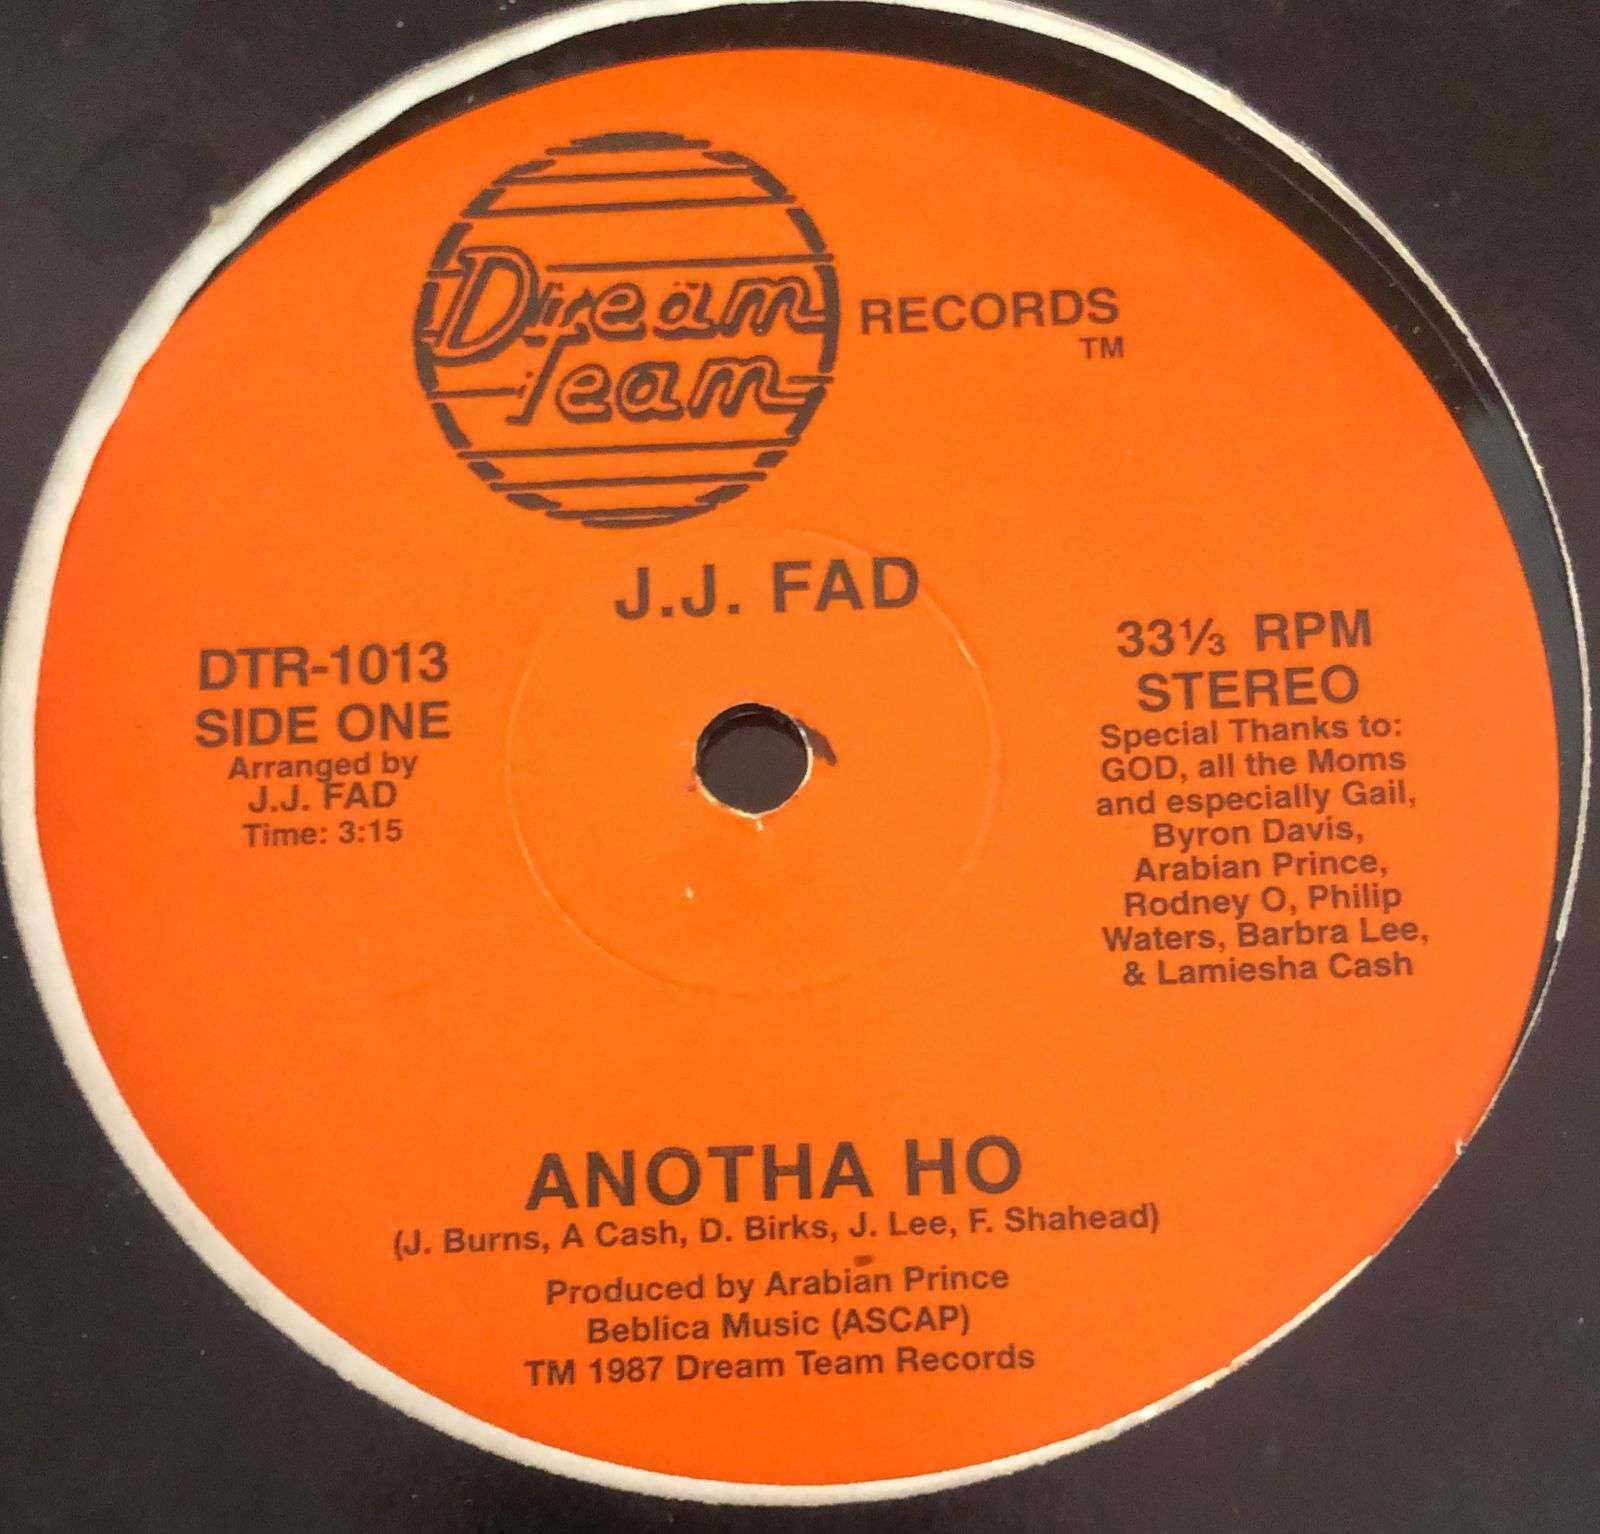 Dream
Team
RECORDS
TM
J.J. FAD
DTR-1013
SIDE ONE
Arranged by
J.J. FAD
Time: 3:15
33⅓ RPM
STEREO
Special Thanks to:
GOD, all the Moms
and especially Gail,
Byron Davis,
Arabian Prince,
Rodney O, Philip
Waters, Barbra Lee,
& Lamiesha Cash
ANOTHA HO
(J. Burns, A Cash, D. Birks, J. Lee, F. Shahead)
Produced by Arabian Prince
Beblica Music (ASCAP)
TM 1987 Dream Team Records